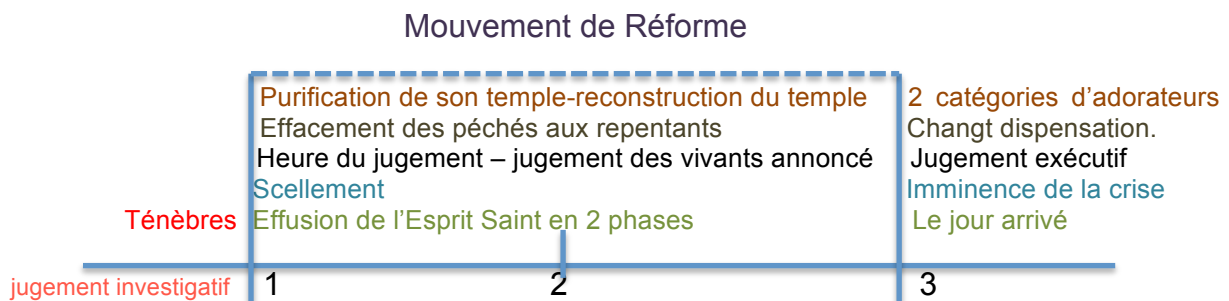 Mouvement de Réforme
Purification de son temple-reconstruction du temple
2 catégories d’adorateurs
Effacement des péchés aux repentants
Changt dispensation.
Heure du jugement – jugement des vivants annoncé
Jugement exécutif
Scellement
Imminence de la crise
Ténèbres
Effusion de l’Esprit Saint en 2 phases
Le jour arrivé
jugement investigatif
1
2
3